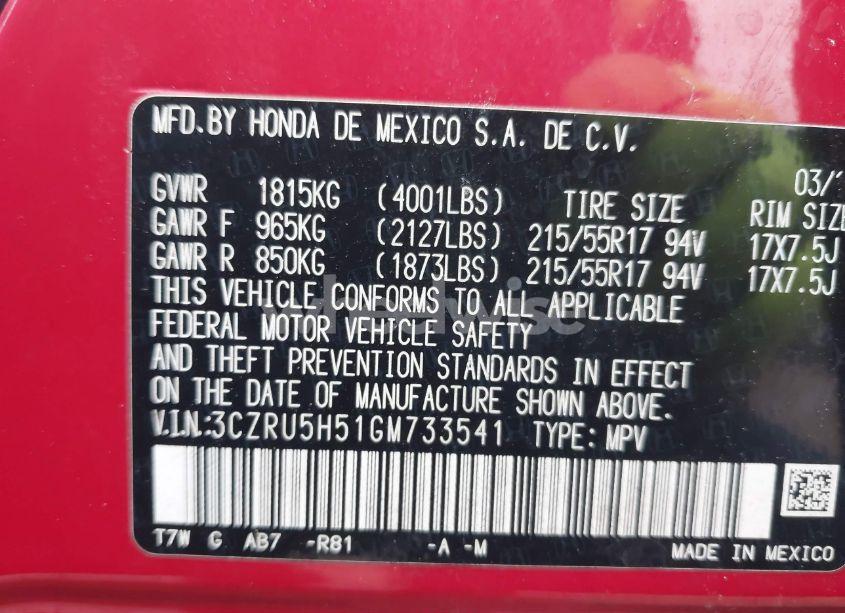 MFD.BY HONDA DE MEXICO S.A. DE C.V.
03/
GVWR 1815KG (4001LBS) TIRE SIZE RIM SIZE
GAWR F 965KG (2127LBS) 215/55R17 94V 17X7.5J
GAWR R 850KG (1873LBS) 215/55R17 94V 17X7.5J
THIS VEHICLE CONFORMS TO ALL APPLICABLE
FEDERAL MOTOR VEHICLE SAFETY
AND THEFT PREVENTION STANDARDS IN EFFECT
ON THE DATE OF MANUFACTURE SHOWN ABOVE.
V.I.N.:3CZRU5H51GM733541 TYPE: MPV
T7W G AB7 -R81 -A -M MADE IN MEXICO